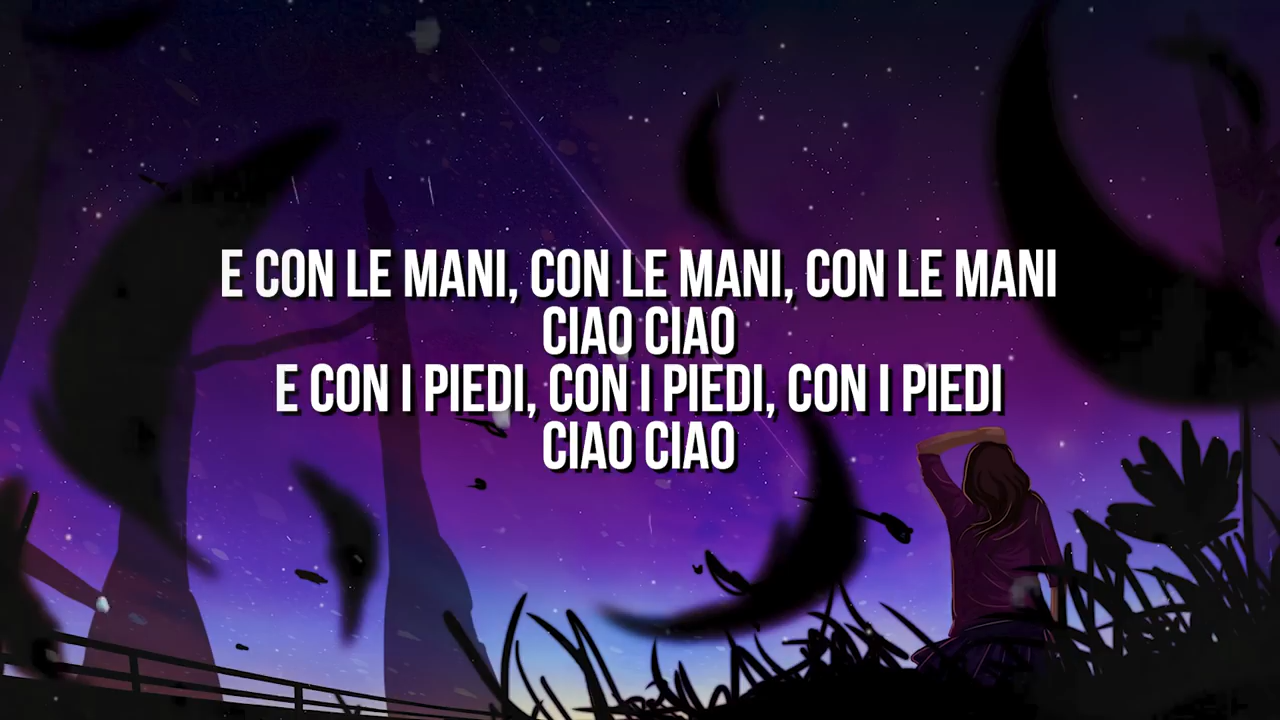 E CON LE MANI, CON LE MANI, CON LE MANI
CIAO CIAO
E CON I PIEDI, CON I PIEDI, CON I PIEDI
CIAO CIAO